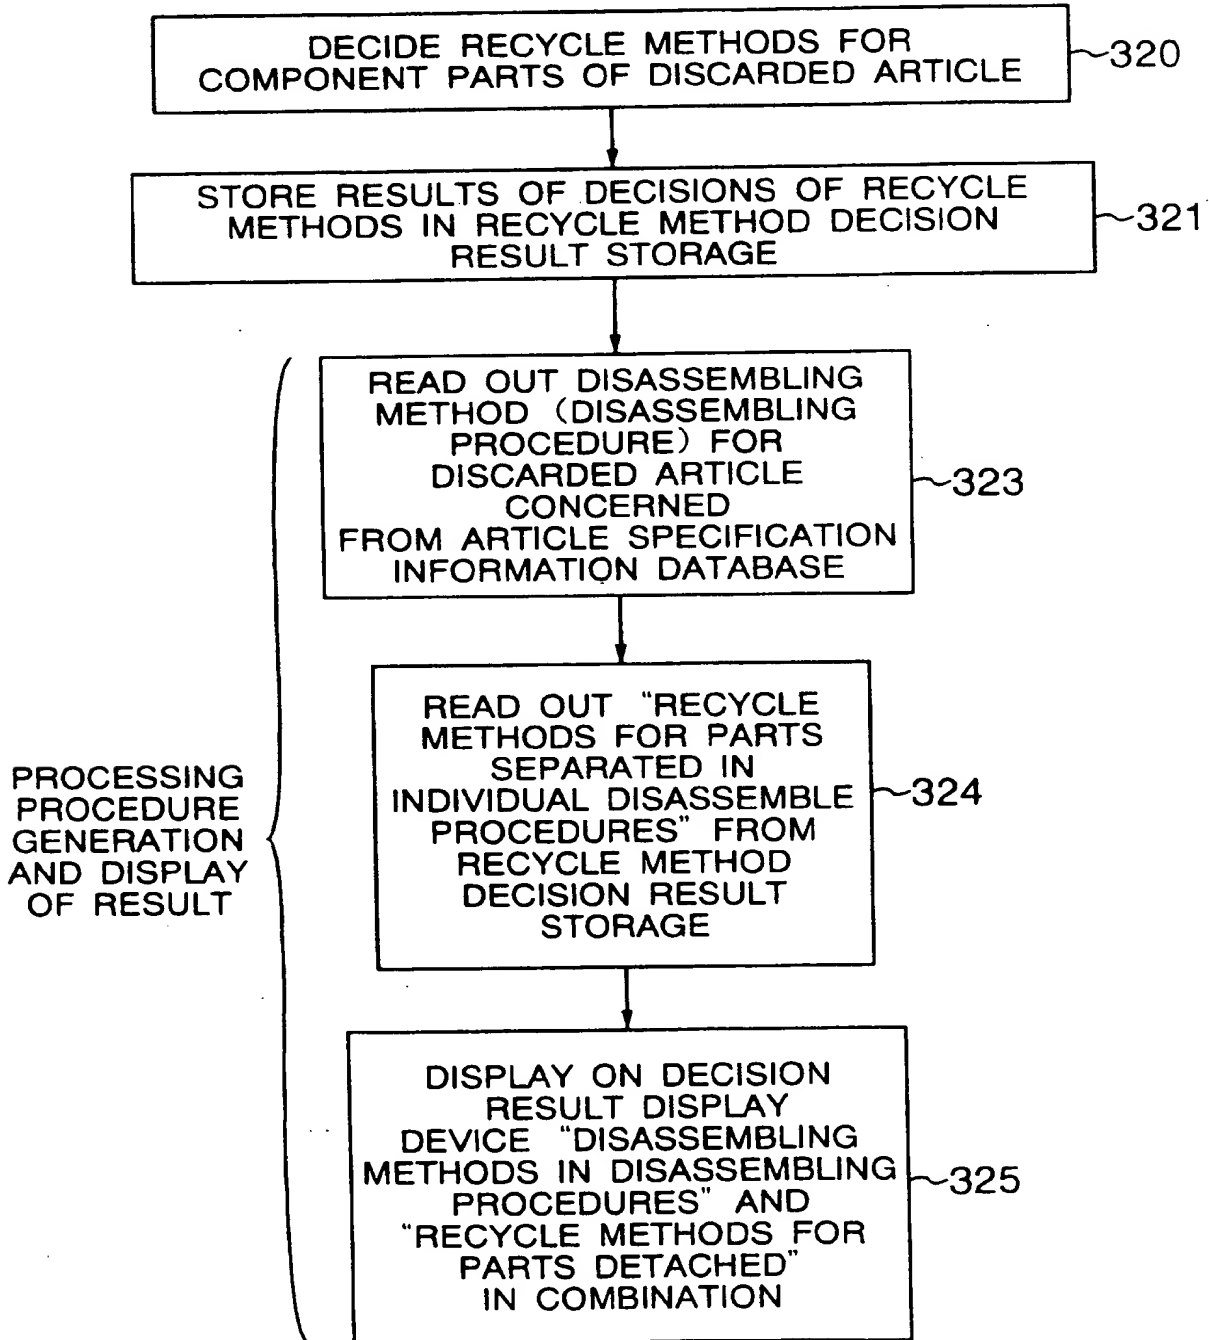 DECIDE RECYCLE METHODS FOR
COMPONENT PARTS OF DISCARDED ARTICLE
320
STORE RESULTS OF DECISIONS OF RECYCLE
METHODS IN RECYCLE METHOD DECISION
RESULT STORAGE
321
READ OUT DISASSEMBLING
METHOD (DISASSEMBLING
PROCEDURE) FOR
DISCARDED ARTICLE
CONCERNED
FROM ARTICLE SPECIFICATION
INFORMATION DATABASE
323
READ OUT "RECYCLE
METHODS FOR PARTS
SEPARATED IN
INDIVIDUAL DISASSEMBLE
PROCEDURES" FROM
RECYCLE METHOD
DECISION RESULT
STORAGE
324
PROCESSING
PROCEDURE
GENERATION
AND DISPLAY
OF RESULT
DISPLAY ON DECISION
RESULT DISPLAY
DEVICE "DISASSEMBLING
METHODS IN DISASSEMBLING
PROCEDURES" AND
"RECYCLE METHODS FOR
PARTS DETACHED"
IN COMBINATION
325